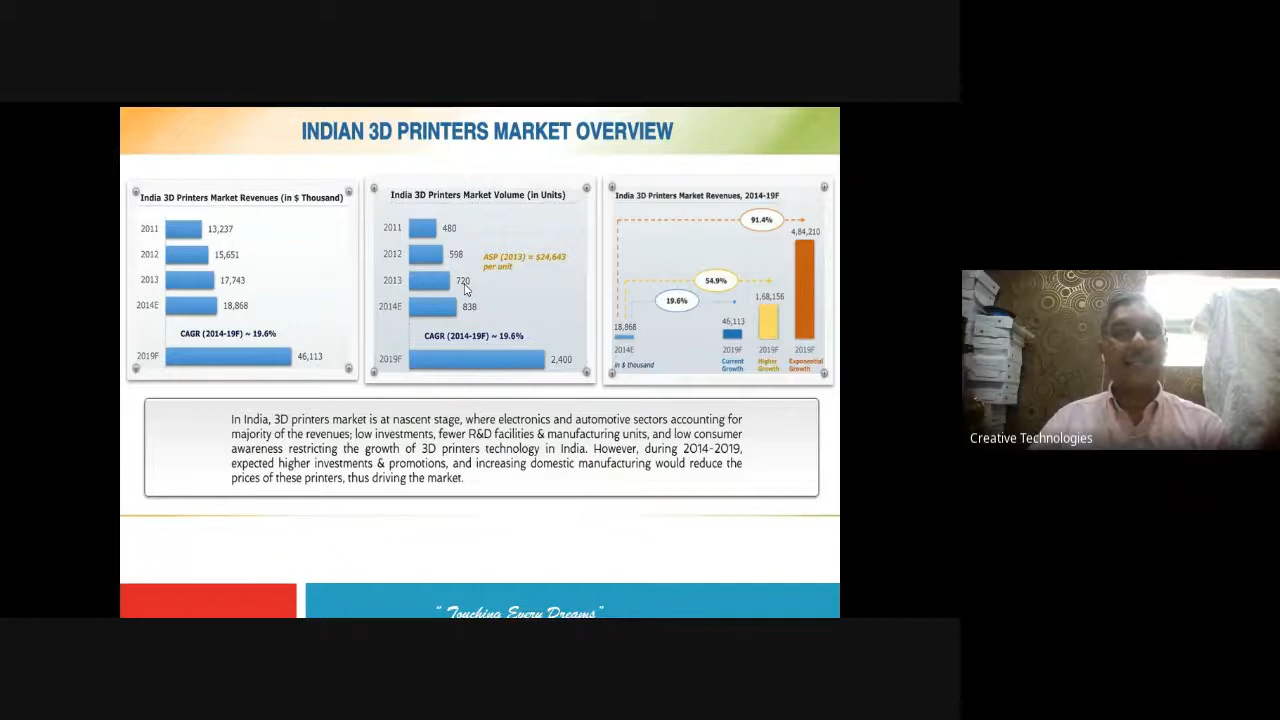 INDIAN 3D PRINTERS MARKET OVERVIEW
India 3D Printers Market Revenues (in $ Thousand)
2011 13,237
2012 15,651
2013 17,743
2014E 18,868
CAGR (2014-19F) ~ 19.6%
2019F 46,113
India 3D Printers Market Volume (in Units)
2011 480
2012 598
ASP (2013) = $24,643
per unit
2013 720
2014E 838
CAGR (2014-19F) ~ 19.6%
2019F 2,400
India 3D Printers Market Revenues, 2014-19F
91.4%
4,84,210
54.9%
19.6%
1,68,156
46,113
18,868
2014E 2019F 2019F 2019F
in $ thousand
Current Growth
Higher Growth
Exponential Growth
In India, 3D printers market is at nascent stage, where electronics and automotive sectors accounting for
majority of the revenues; low investments, fewer R&D facilities & manufacturing units, and low consumer
awareness restricting the growth of 3D printers technology in India. However, during 2014-2019,
expected higher investments & promotions, and increasing domestic manufacturing would reduce the
prices of these printers, thus driving the market.
" Touching Every Dreams"
Creative Technologies